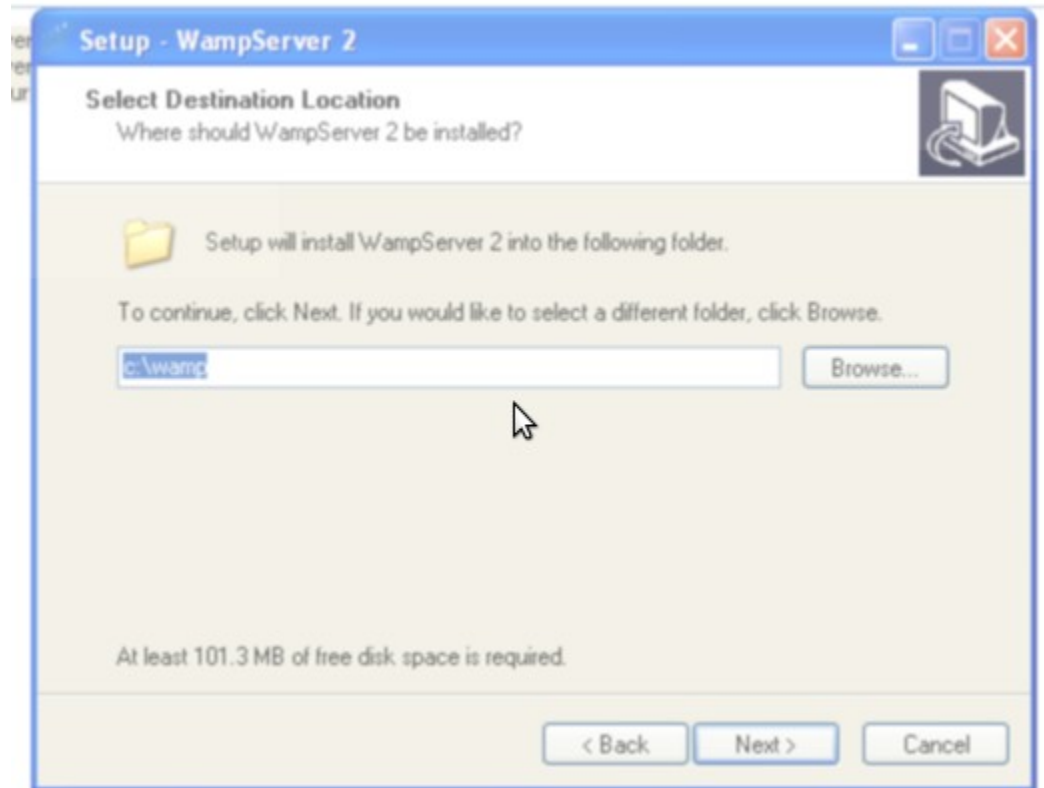 Setup - WampServer 2
Select Destination Location
Where should WampServer 2 be installed?
Setup will install WampServer 2 into the following folder.
To continue, click Next. If you would like to select a different folder, click Browse.
c:\wamp
Browse...
At least 101.3 MB of free disk space is required.
< Back
Next >
Cancel